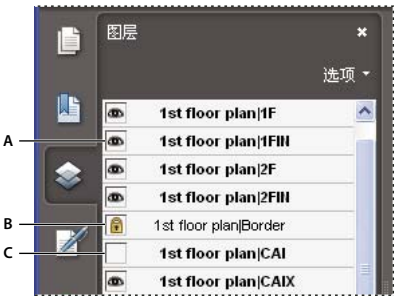 图层
选项
1st floor plan|1F
A
1st floor plan|1FIN
1st floor plan|2F
1st floor plan|2FIN
B
1st floor plan|Border
C
1st floor plan|CAI
1st floor plan|CAIX